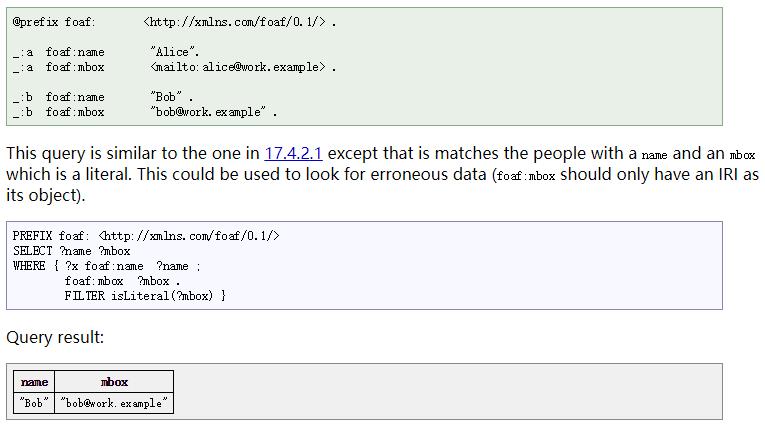 @prefix foaf:       <http://xmlns.com/foaf/0.1/> .
_:a  foaf:name       "Alice".
_:a  foaf:mbox       <mailto:alice@work.example> .
_:b  foaf:name       "Bob" .
_:b  foaf:mbox       "bob@work.example" .
This query is similar to the one in 17.4.2.1 except that is matches the people with a name and an mbox
which is a literal. This could be used to look for erroneous data (foaf:mbox should only have an IRI as
its object).
PREFIX foaf: <http://xmlns.com/foaf/0.1/>
SELECT ?name ?mbox
WHERE { ?x foaf:name  ?name ;
foaf:mbox  ?mbox .
FILTER isLiteral(?mbox) }
Query result:
name mbox
"Bob" "bob@work.example"